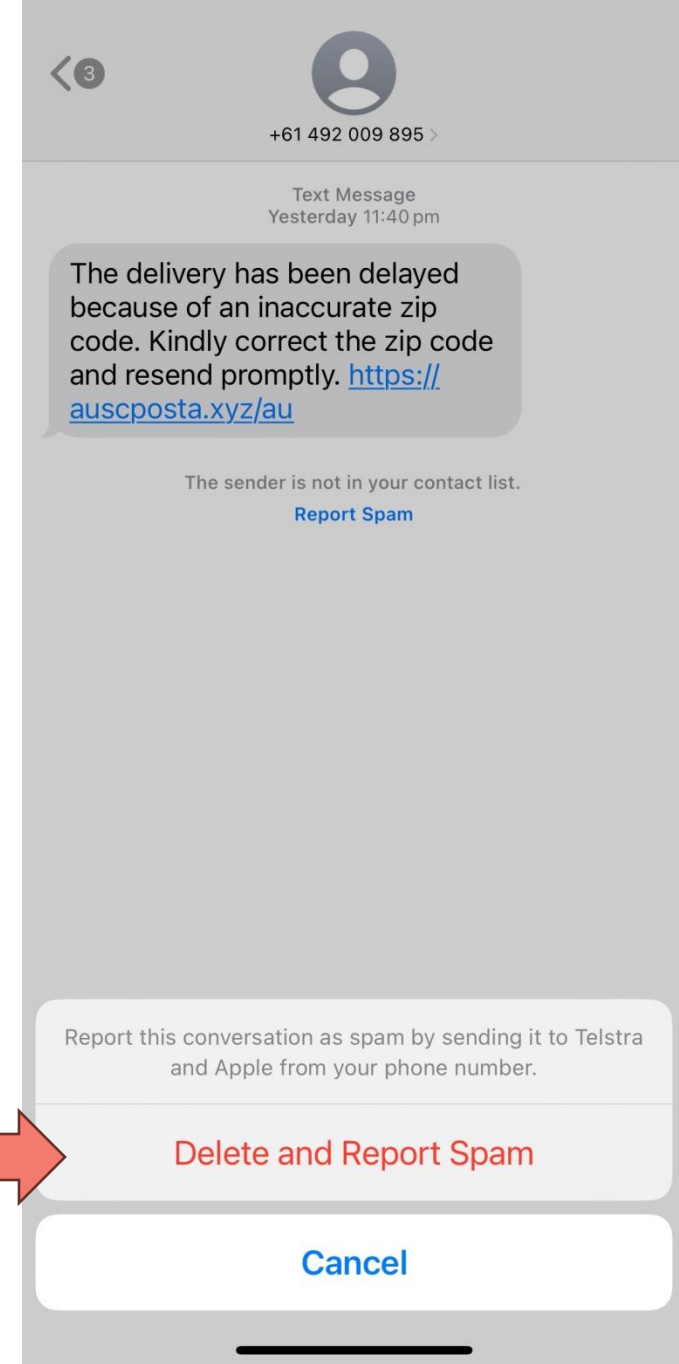 3
+61 492 009 895
Text Message
Yesterday 11:40 pm
The delivery has been delayed
because of an inaccurate zip
code. Kindly correct the zip code
and resend promptly. https://
auscposta.xyz/au
The sender is not in your contact list.
Report Spam
Report this conversation as spam by sending it to Telstra
and Apple from your phone number.
Delete and Report Spam
Cancel